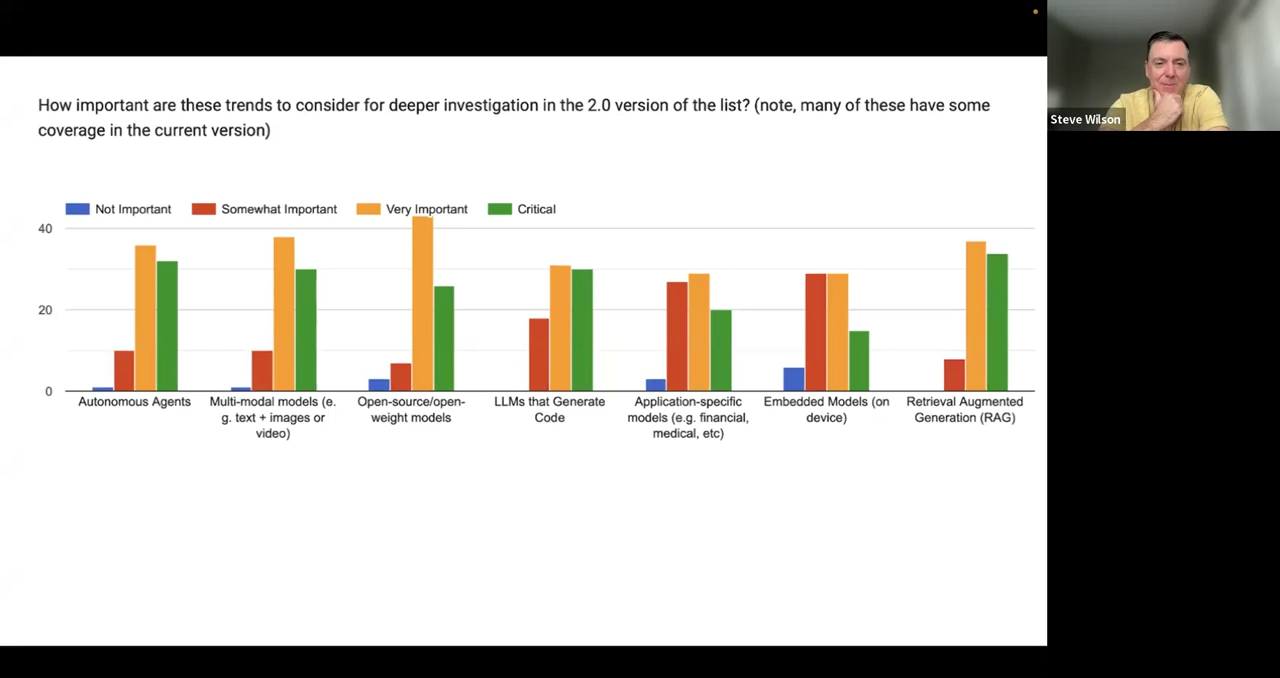 How important are these trends to consider for deeper investigation in the 2.0 version of the list? (note, many of these have some
coverage in the current version)
Steve Wilson
Not Important
Somewhat Important
Very Important
Critical
40
20
0
Autonomous Agents
Multi-modal models (e.
g. text + images or
video)
Open-source/open-
weight models
LLMs that Generate
Code
Application-specific
models (e.g. financial,
medical, etc)
Embedded Models (on
device)
Retrieval Augmented
Generation (RAG)